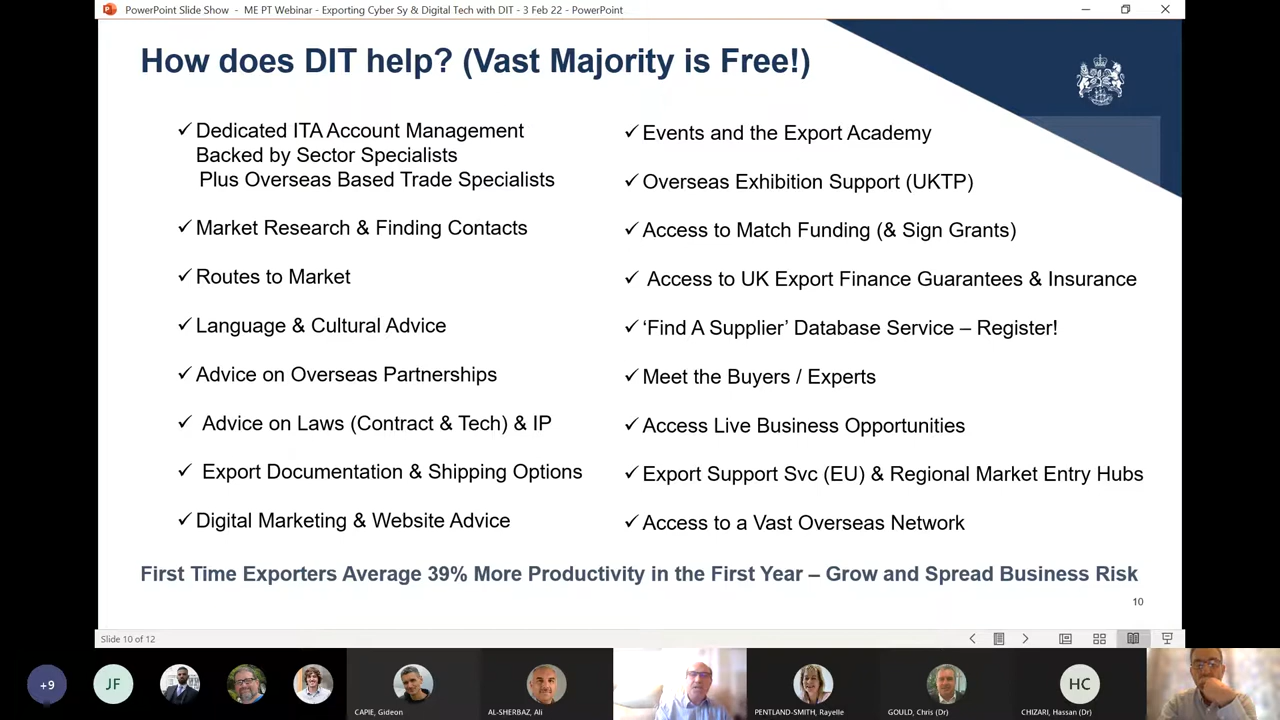 PowerPoint Slide Show - ME PT Webinar - Exporting Cyber Sy & Digital Tech with DIT - 3 Feb 22 - PowerPoint
How does DIT help? (Vast Majority is Free!)
✓ Dedicated ITA Account Management
Backed by Sector Specialists
Plus Overseas Based Trade Specialists
✓ Market Research & Finding Contacts
✓ Routes to Market
✓ Language & Cultural Advice
✓ Advice on Overseas Partnerships
✓ Advice on Laws (Contract & Tech) & IP
✓ Export Documentation & Shipping Options
✓ Digital Marketing & Website Advice
✓ Events and the Export Academy
✓ Overseas Exhibition Support (UKTP)
✓ Access to Match Funding (& Sign Grants)
✓ Access to UK Export Finance Guarantees & Insurance
✓ ‘Find A Supplier’ Database Service – Register!
✓ Meet the Buyers / Experts
✓ Access Live Business Opportunities
✓ Export Support Svc (EU) & Regional Market Entry Hubs
✓ Access to a Vast Overseas Network
First Time Exporters Average 39% More Productivity in the First Year – Grow and Spread Business Risk
10
Slide 10 of 12
+9
JF
CAPIE, Gideon
AL-SHERBAZ, Ali
PENTLAND-SMITH, Rayelle
GOULD, Chris (Dr)
HC
CHIZARI, Hassan (Dr)